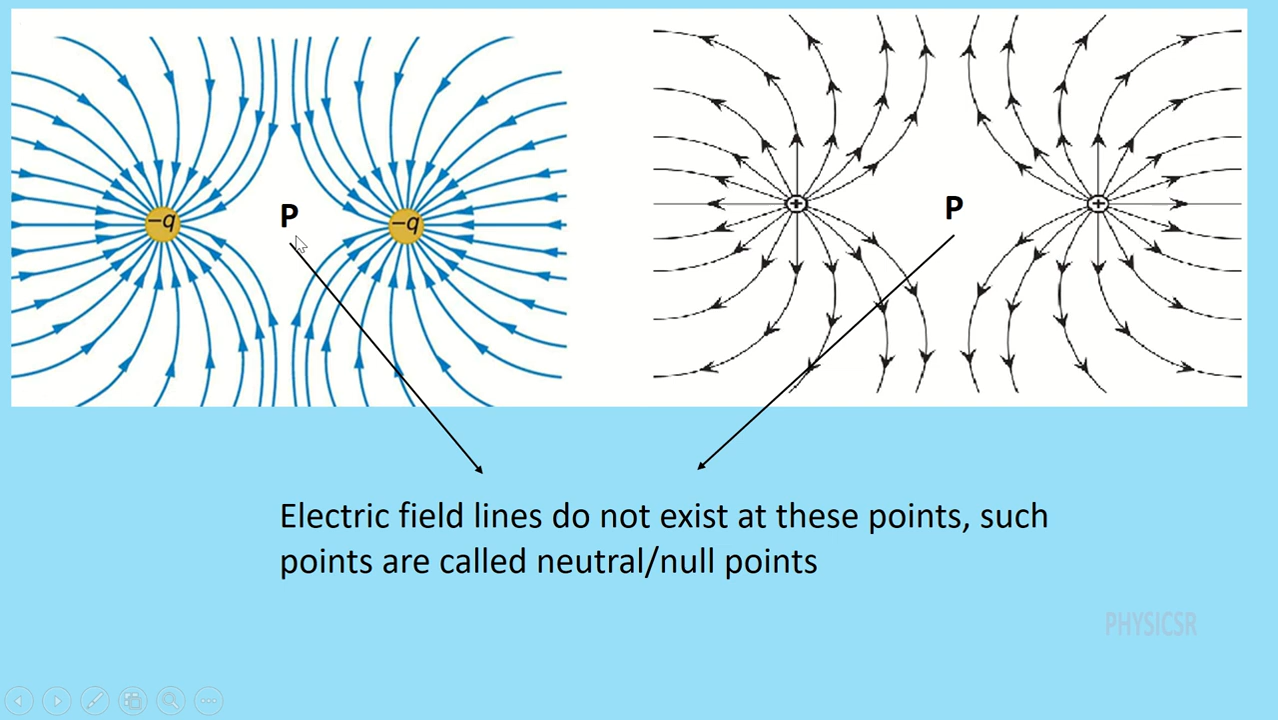 −q
P
−q
+
P
+
Electric field lines do not exist at these points, such
points are called neutral/null points
PHYSICSR